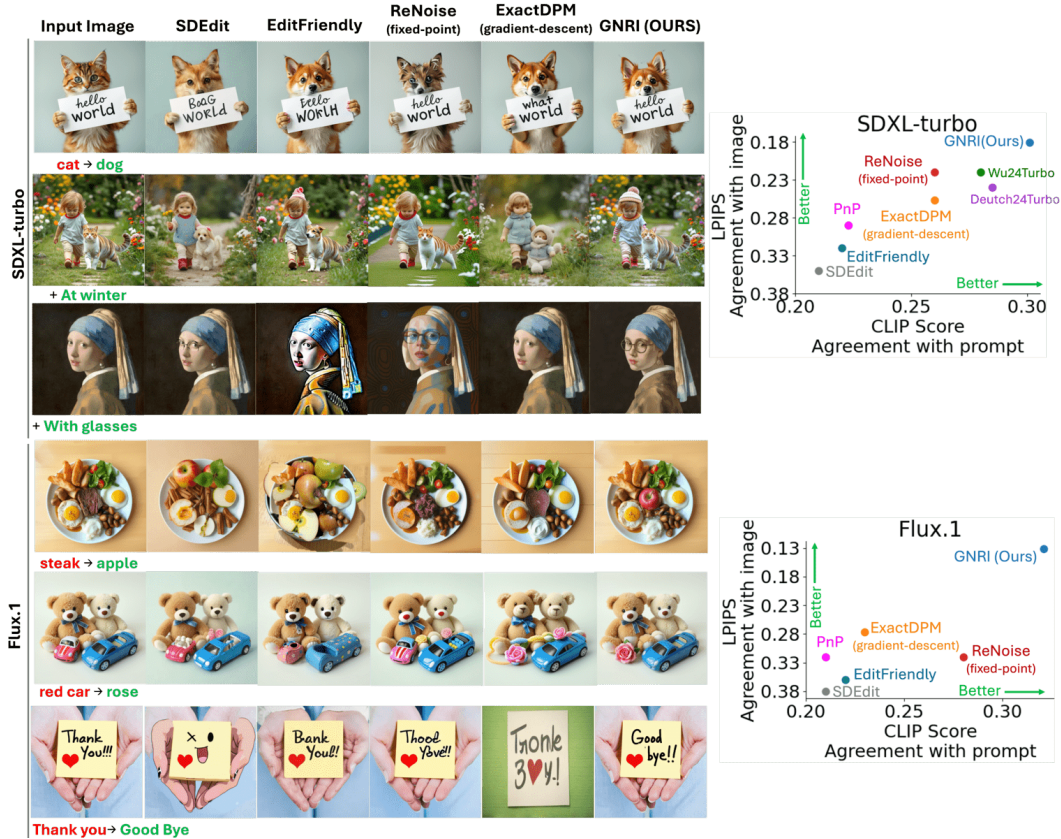 Input Image
SDEdit
EditFriendly
ReNoise
(fixed-point)
ExactDPM
(gradient-descent)
GNRI (OURS)
SDXL-turbo
hello
world
BoaG
WORLD
Ello
WORLH
hello
world
what
world
hello
world
cat → dog
+ At winter
+ With glasses
Flux.1
steak → apple
red car → rose
Thank
You!!!
Bank
Youl!
Thool
Yové!!
Tronle
3♥y.!
Good
bye!!
Thank you→ Good Bye
SDXL-turbo
LPIPS
Agreement with image
0.18
0.23
0.28
0.33
0.38
Better
GNRI(Ours)
ReNoise
(fixed-point)
Wu24Turbo
Deutch24Turbo
PnP
ExactDPM
(gradient-descent)
EditFriendly
SDEdit
Better
0.20
0.25
0.30
CLIP Score
Agreement with prompt
Flux.1
LPIPS
Agreement with image
0.13
0.18
0.23
0.28
0.33
0.38
Better
GNRI (Ours)
ExactDPM
(gradient-descent)
PnP
ReNoise
(fixed-point)
EditFriendly
SDEdit
Better
0.20
0.25
0.30
CLIP Score
Agreement with prompt